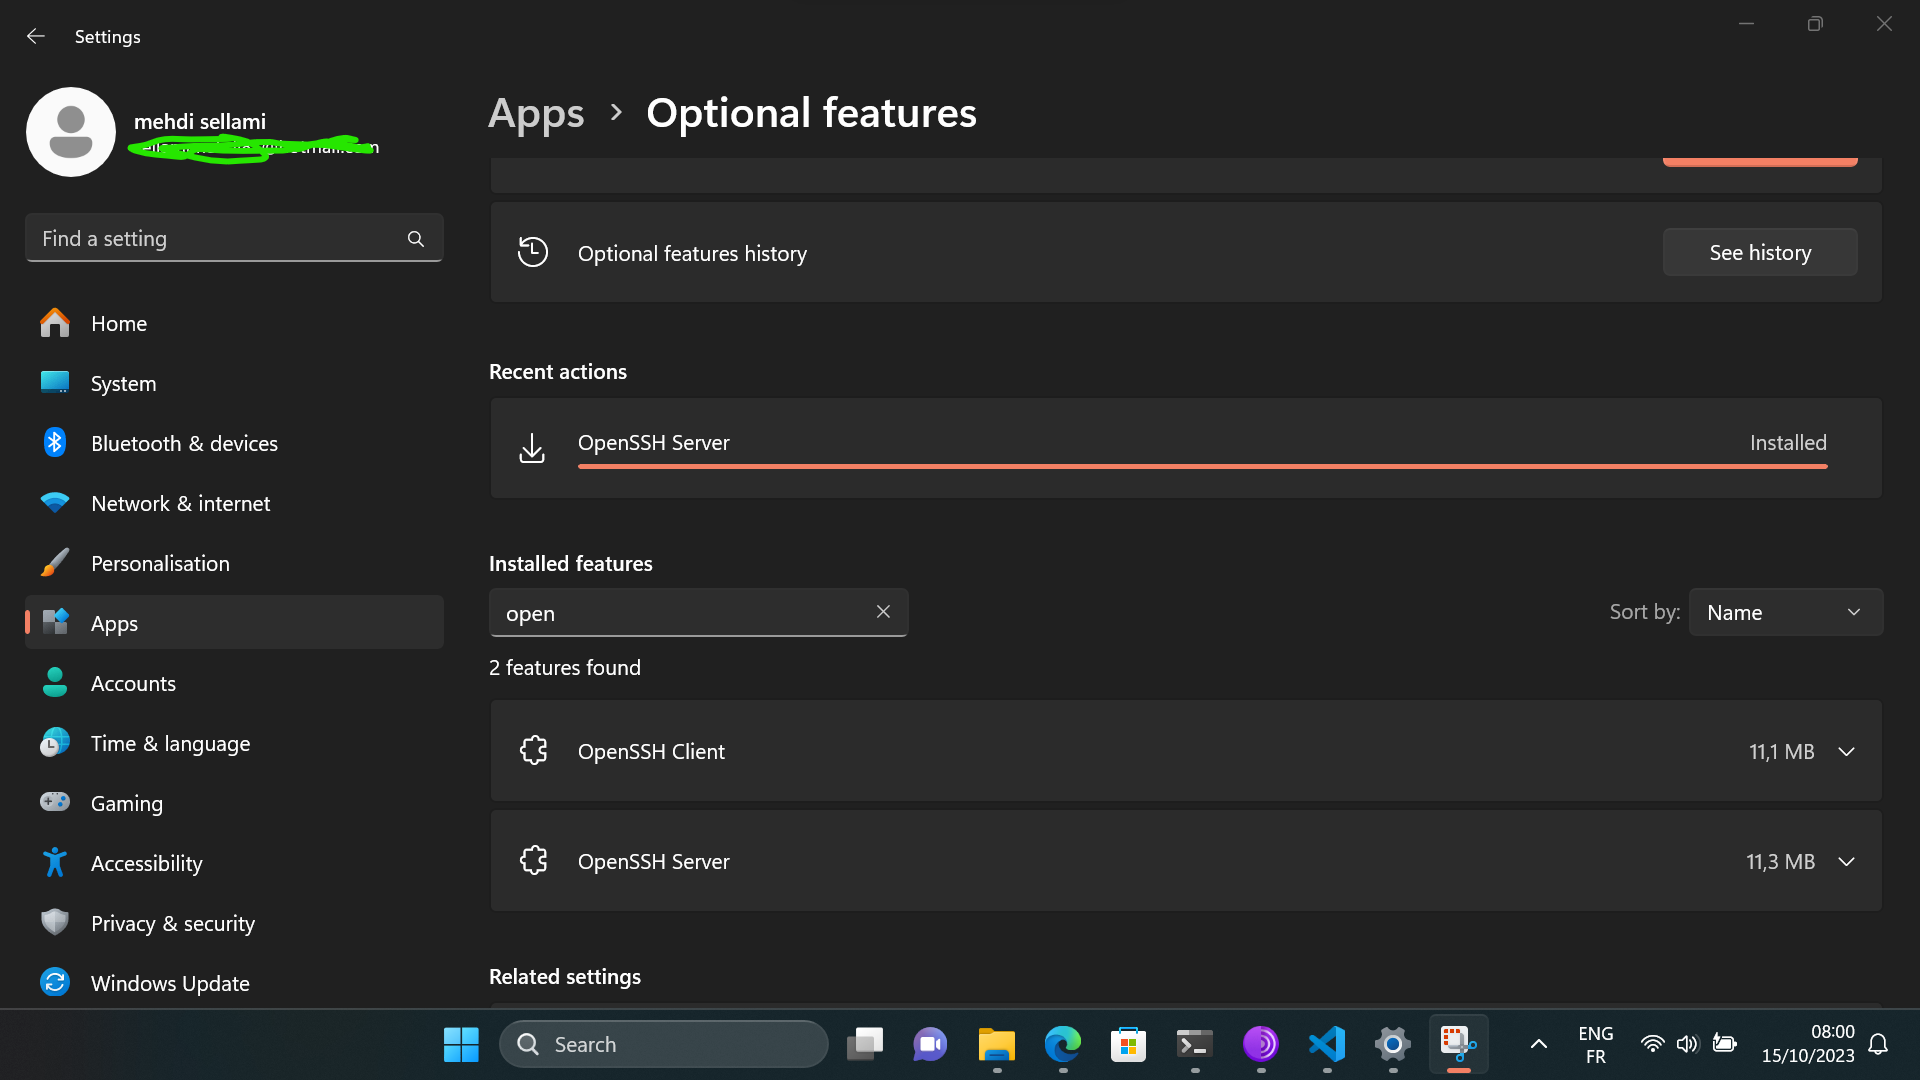 Settings
mehdi sellami
Find a setting
Home
System
Bluetooth & devices
Network & internet
Personalisation
Apps
Accounts
Time & language
Gaming
Accessibility
Privacy & security
Windows Update
Apps > Optional features
Optional features history
See history
Recent actions
OpenSSH Server
Installed
Installed features
open
Sort by: Name
2 features found
OpenSSH Client
11,1 MB
OpenSSH Server
11,3 MB
Related settings
Search
ENG
FR
08:00
15/10/2023